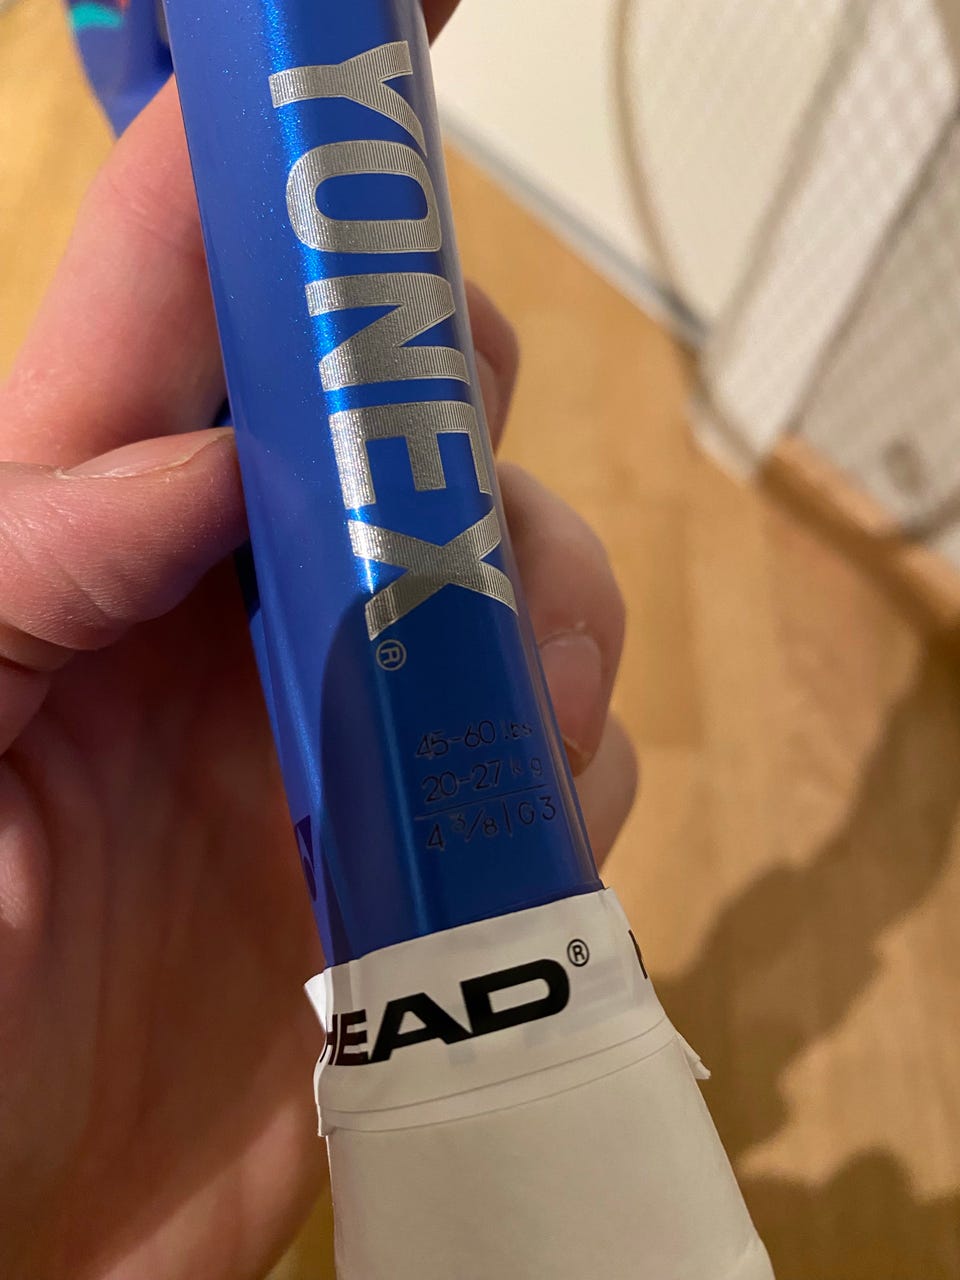 YONEX®
45-60 lbs
20-27 kg
4 3/8 | G3
HEAD®